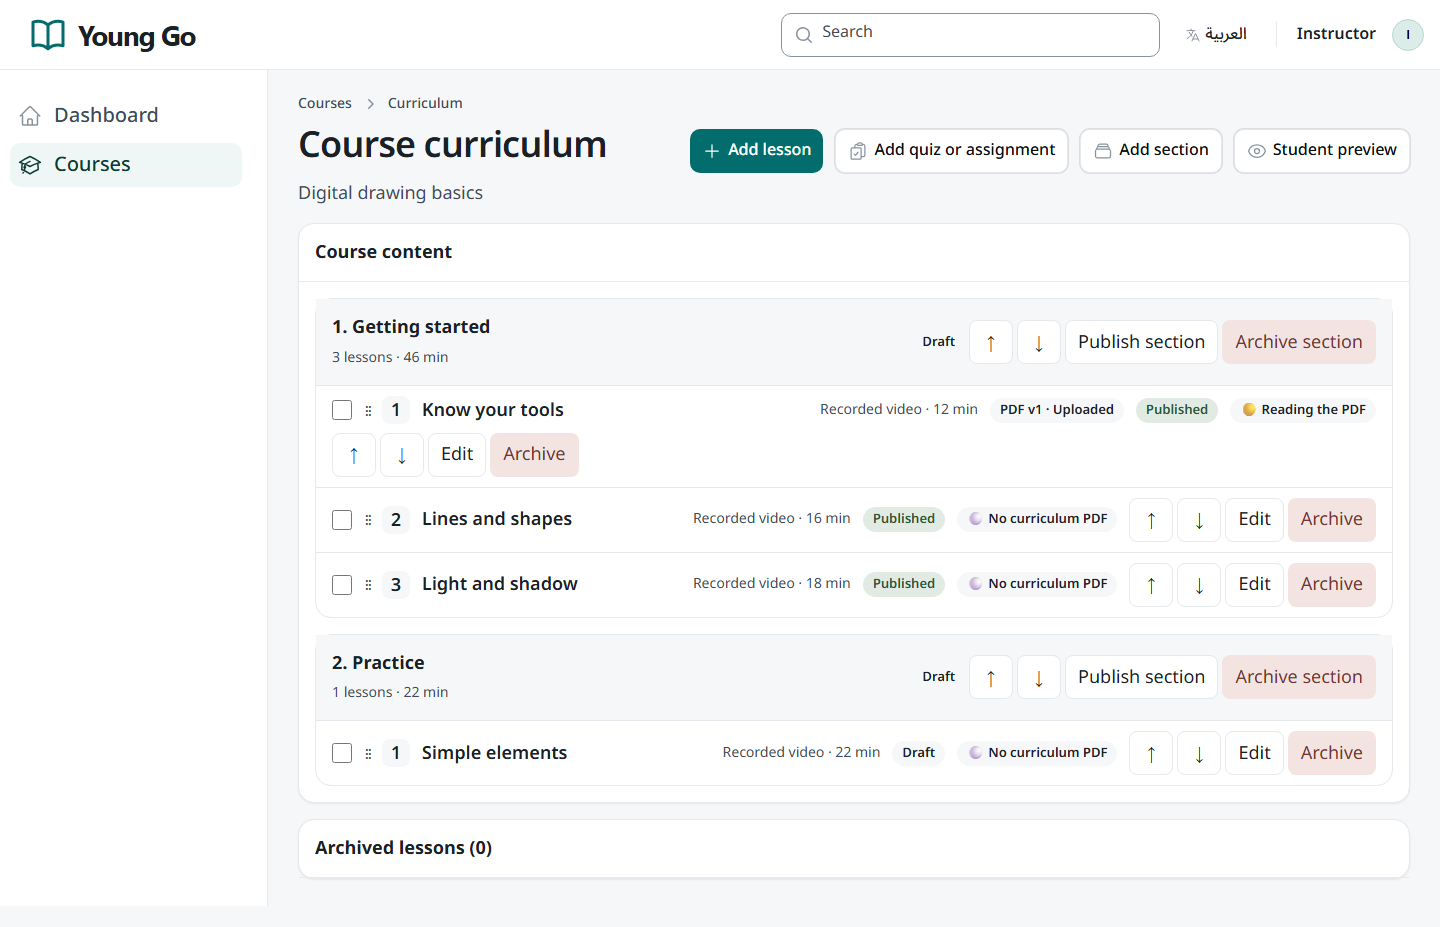 Young Go
Search
العربية
Instructor
I
Dashboard
Courses
Courses > Curriculum
Course curriculum
+ Add lesson
Add quiz or assignment
Add section
Student preview
Digital drawing basics
Course content
1. Getting started
3 lessons · 46 min
Draft ↑ ↓ Publish section Archive section
1 Know your tools Recorded video · 12 min PDF v1 · Uploaded Published Reading the PDF
↑ ↓ Edit Archive
2 Lines and shapes Recorded video · 16 min Published No curriculum PDF ↑ ↓ Edit Archive
3 Light and shadow Recorded video · 18 min Published No curriculum PDF ↑ ↓ Edit Archive
2. Practice
1 lessons · 22 min
Draft ↑ ↓ Publish section Archive section
1 Simple elements Recorded video · 22 min Draft No curriculum PDF ↑ ↓ Edit Archive
Archived lessons (0)